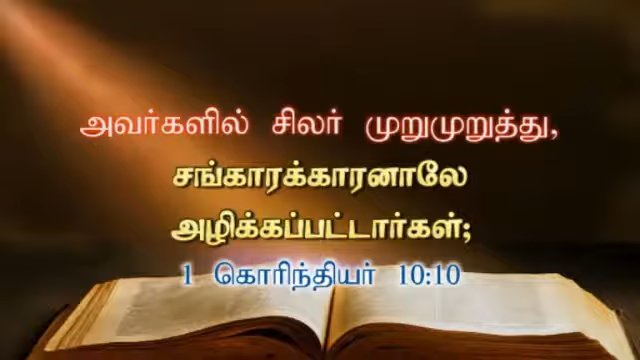 அவர்களில் சிலர் முறுமுறுத்து,
சங்காரக்காரனாலே
அழிக்கப்பட்டார்கள்;
1 கொரிந்தியர் 10:10